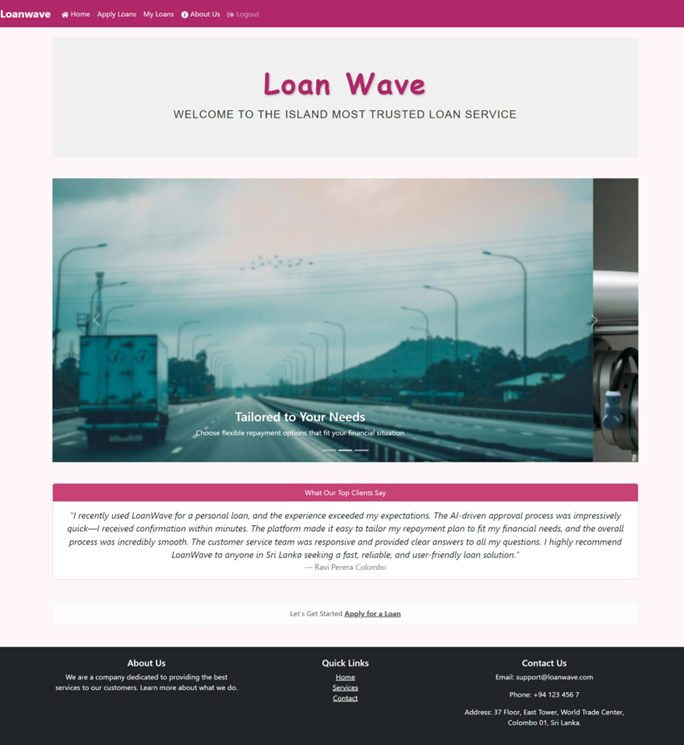 Loanwave Home Apply Loans My Loans About Us Logout
Loan Wave
WELCOME TO THE ISLAND MOST TRUSTED LOAN SERVICE
Tailored to Your Needs
Choose flexible repayment options that fit your financial situation
What Our Top Clients Say
"I recently used LoanWave for a personal loan, and the experience exceeded my expectations. The AI-driven approval process was impressively
quick—I received confirmation within minutes. The platform made it easy to tailor my repayment plan to fit my financial needs, and the overall
process was incredibly smooth. The customer service team was responsive and provided clear answers to all my questions. I highly recommend
LoanWave to anyone in Sri Lanka seeking a fast, reliable, and user-friendly loan solution."
— Ravi Perera Colombo
Let's Get Started Apply for a Loan
About Us
We are a company dedicated to providing the best
services to our customers. Learn more about what we do.
Quick Links
Home
Services
Contact
Contact Us
Email: support@loanwave.com
Phone: +94 123 456 7
Address: 37 Floor, East Tower, World Trade Center,
Colombo 01, Sri Lanka.